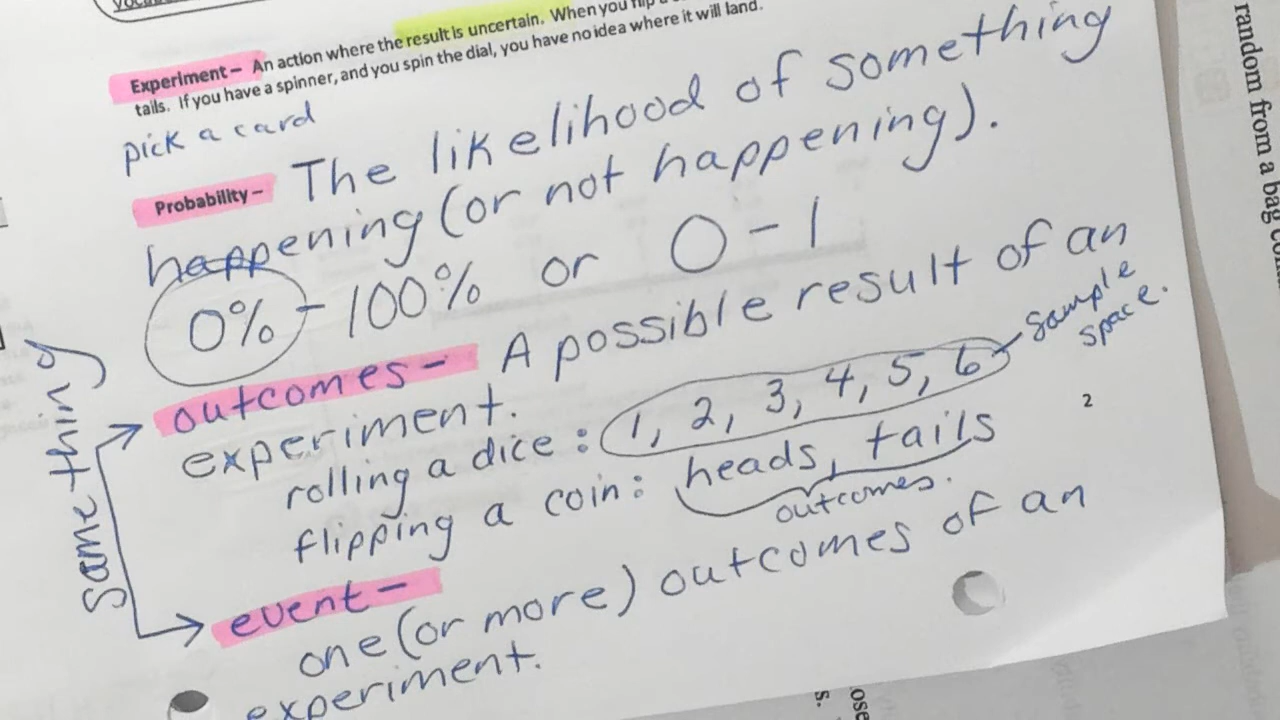 Experiment – An action where the result is uncertain. When you flip a
tails. If you have a spinner, and you spin the dial, you have no idea where it will land.
pick a card
Probability – The likelihood of something
happening (or not happening).
0% - 100% or 0 - 1
outcomes - A possible result of an
experiment.
rolling a dice : 1, 2, 3, 4, 5, 6 sample
space.
flipping a coin: heads, tails
outcomes.
2
Same thing
event -
one (or more) outcomes of an
experiment.
random from a bag
s.